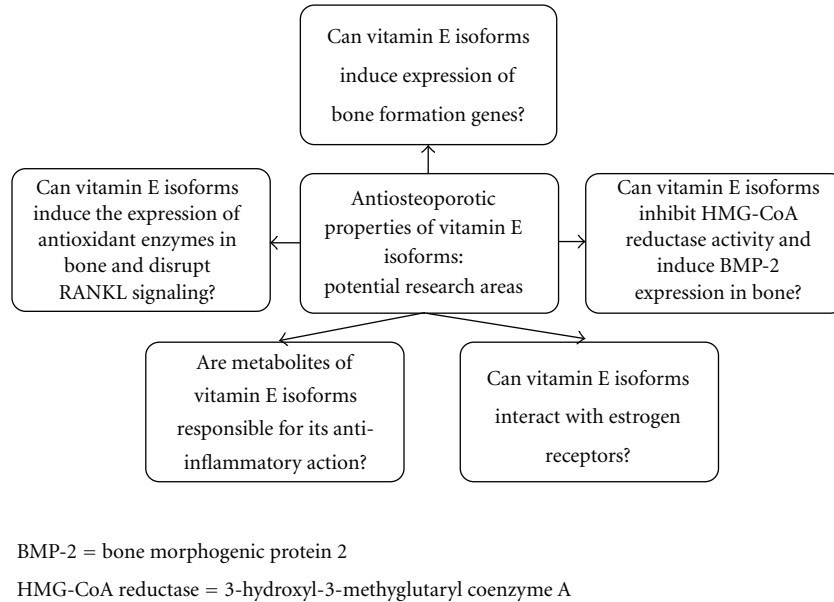 Can vitamin E isoforms
induce expression of
bone formation genes?
Can vitamin E isoforms
induce the expression of
antioxidant enzymes in
bone and disrupt
RANKL signaling?
Antiosteoporotic
properties of vitamin E
isoforms:
potential research areas
Can vitamin E isoforms
inhibit HMG-CoA
reductase activity and
induce BMP-2
expression in bone?
Are metabolites of
vitamin E isoforms
responsible for its anti-
inflammatory action?
Can vitamin E isoforms
interact with estrogen
receptors?
BMP-2 = bone morphogenic protein 2
HMG-CoA reductase = 3-hydroxyl-3-methyglutaryl coenzyme A